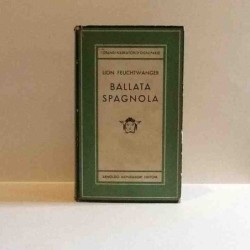 LION FEUCHTWANGER
BALLATA
SPAGNOLA
ARNOLDO MONDADORI EDITORE